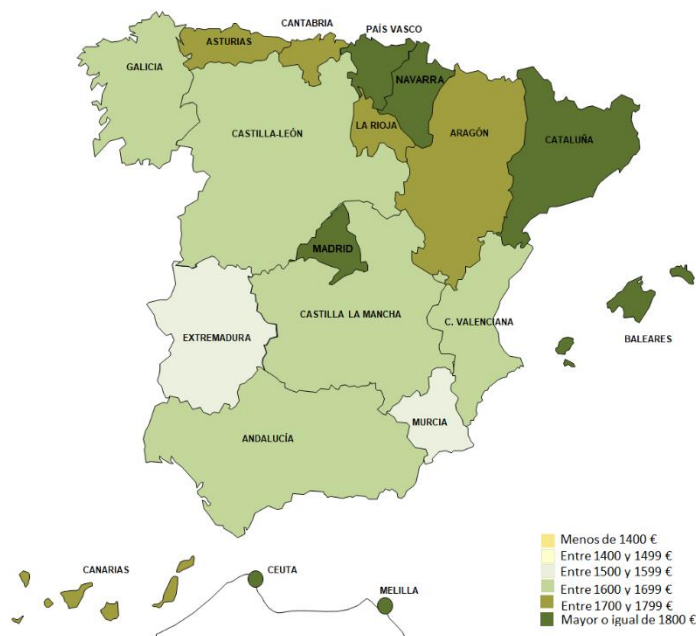 CANTABRIA
PAÍS VASCO
ASTURIAS
GALICIA
NAVARRA
LA RIOJA
CASTILLA-LEÓN
ARAGÓN
CATALUÑA
MADRID
CASTILLA LA MANCHA
C. VALENCIANA
EXTREMADURA
BALEARES
MURCIA
ANDALUCÍA
CANARIAS
CEUTA
MELILLA
Menos de 1400 €
Entre 1400 y 1499 €
Entre 1500 y 1599 €
Entre 1600 y 1699 €
Entre 1700 y 1799 €
Mayor o igual de 1800 €